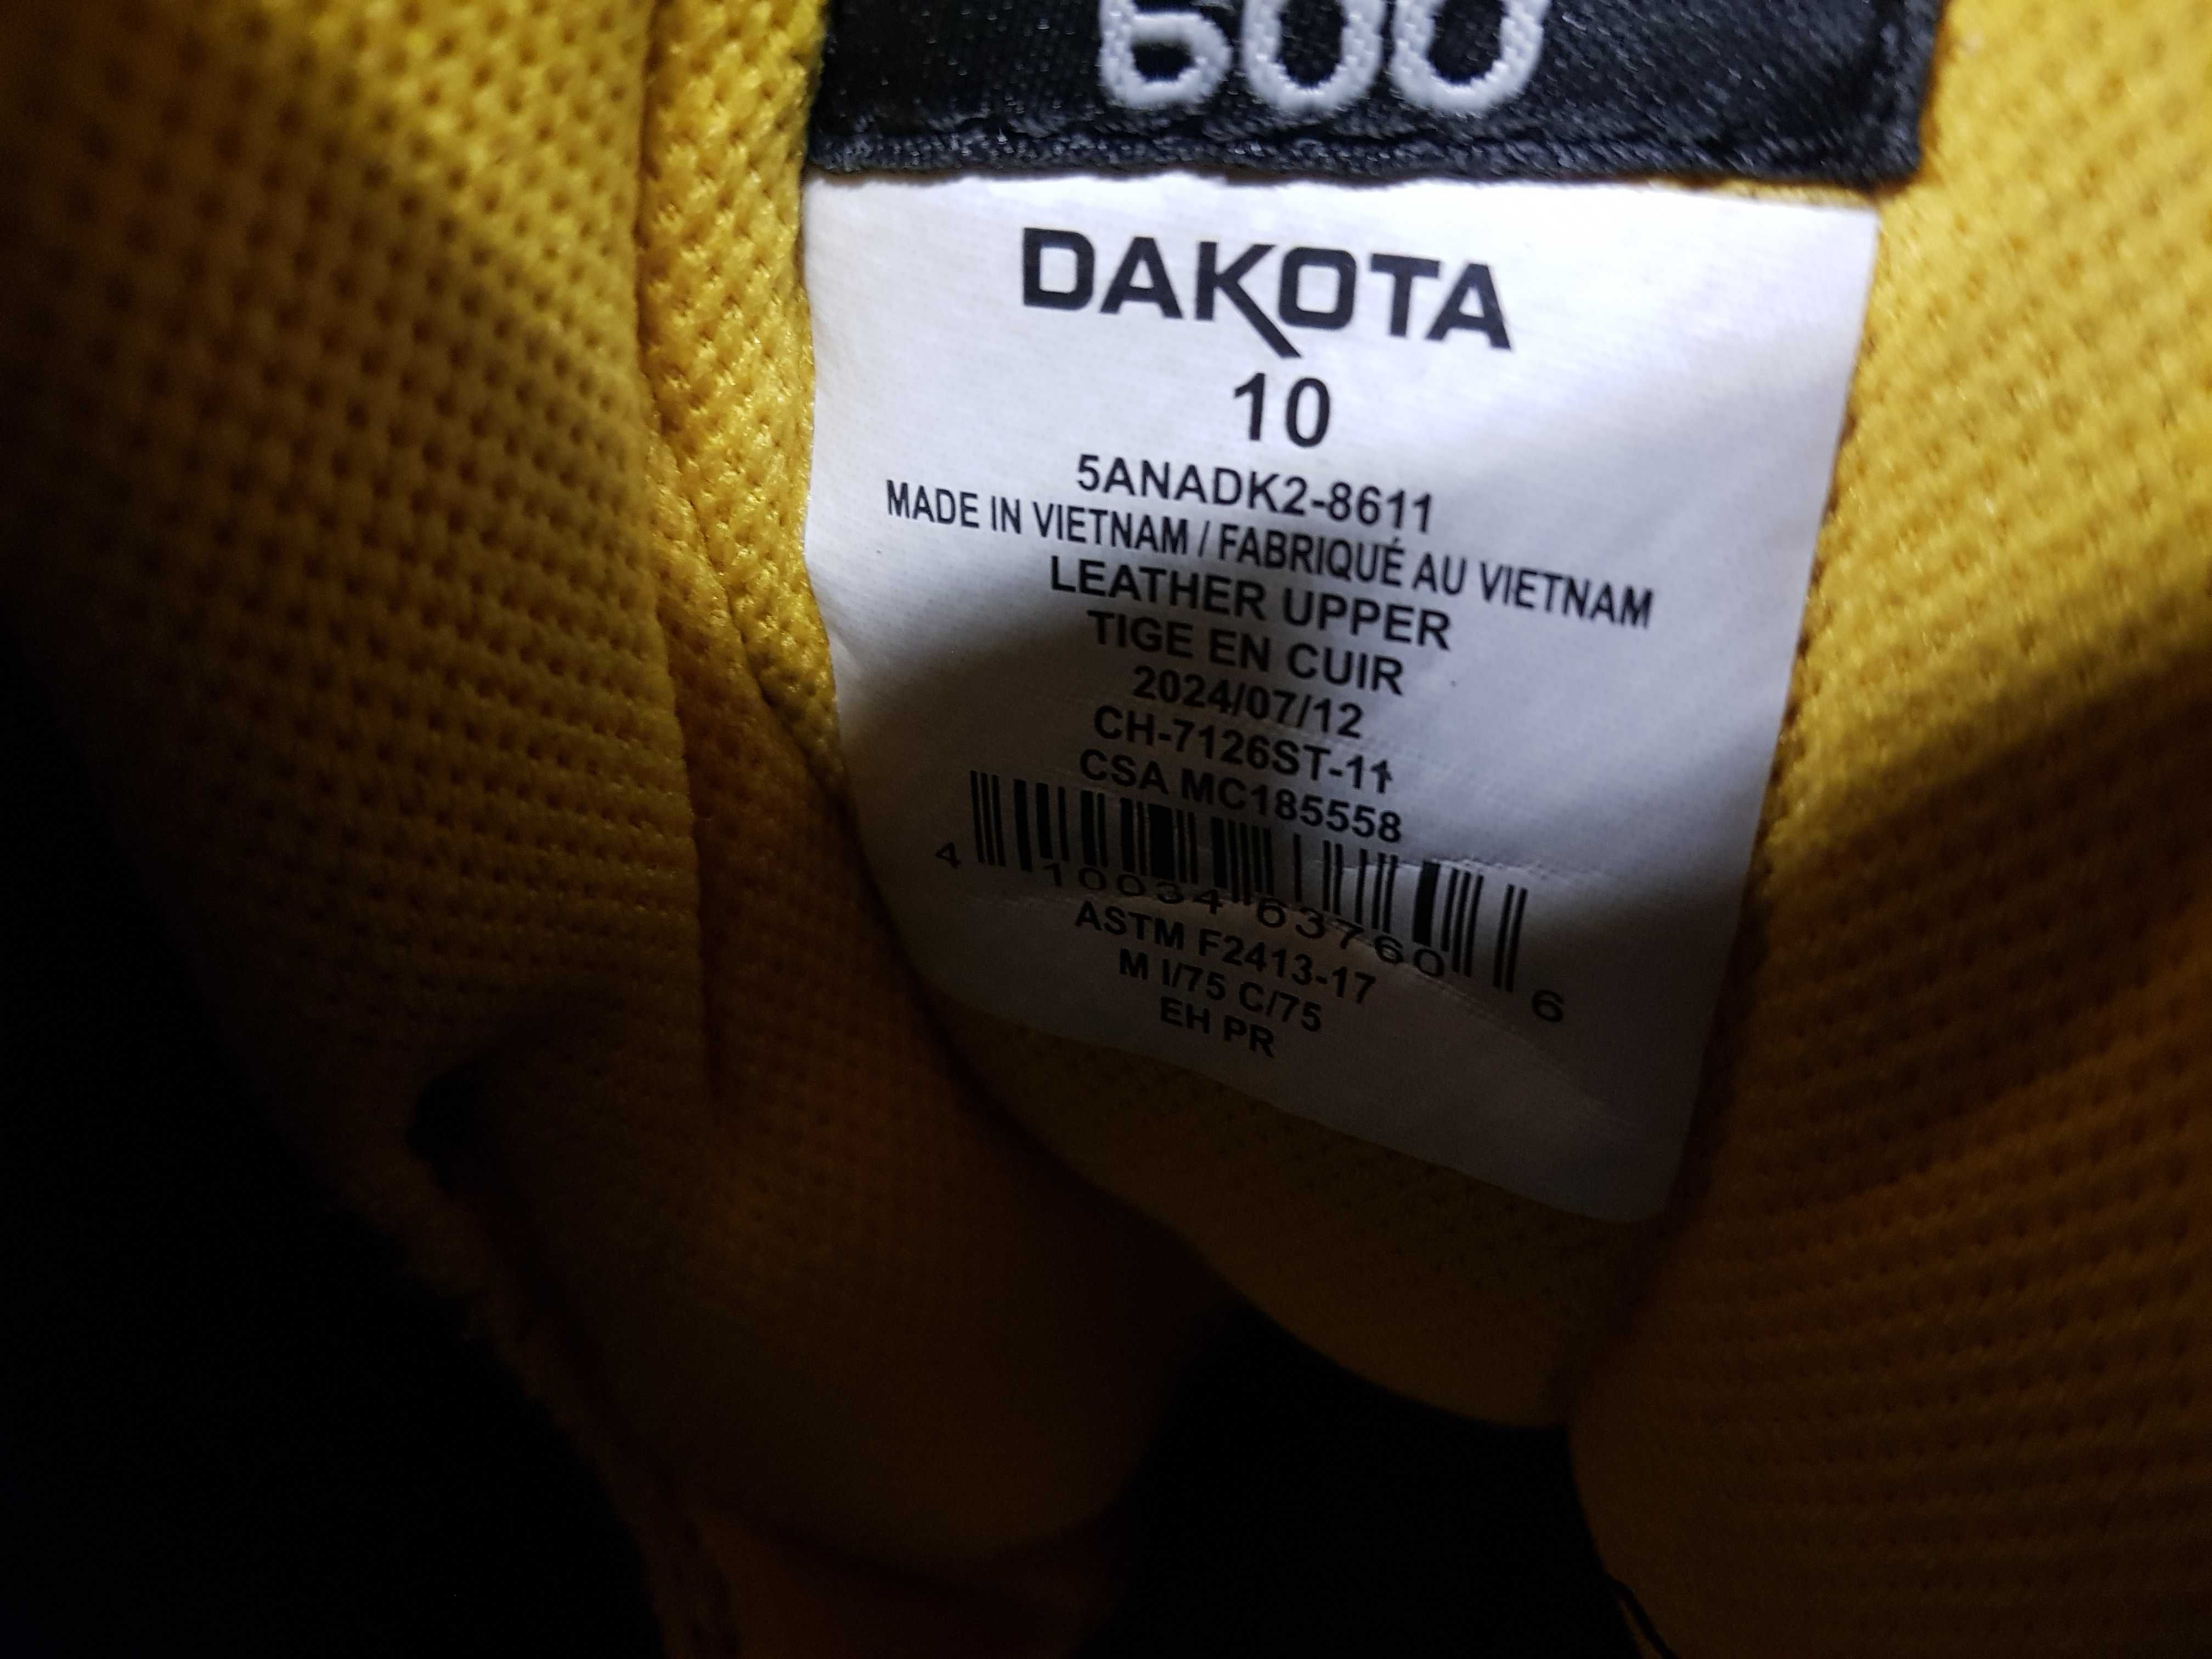 600
DAKOTA
10
5ANADK2-8611
MADE IN VIETNAM / FABRIQUÉ AU VIETNAM
LEATHER UPPER
TIGE EN CUIR
2024/07/12
CH-7126ST-11
CSA MC185558
4 10034 63760 6
ASTM F2413-17
M I/75 C/75
EH PR